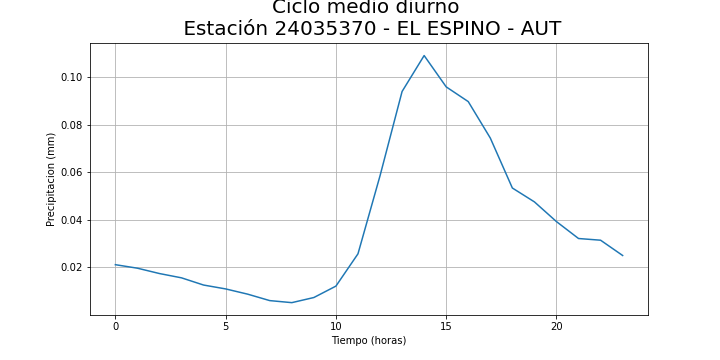 Ciclo medio diurno
Estación 24035370 - EL ESPINO - AUT
0.10
0.08
0.06
0.04
0.02
Precipitacion (mm)
0 5 10 15 20
Tiempo (horas)